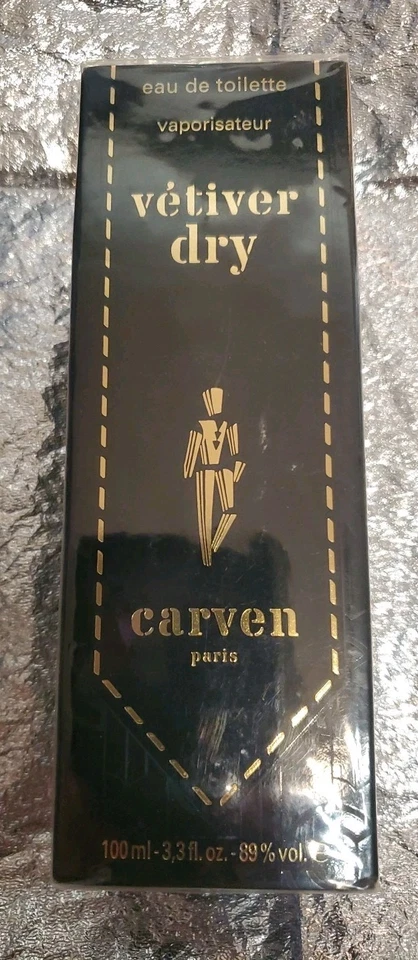 eau de toilette
vaporisateur
vétiver
dry
carven
paris
100 ml - 3,3 fl. oz. - 89 % vol. e